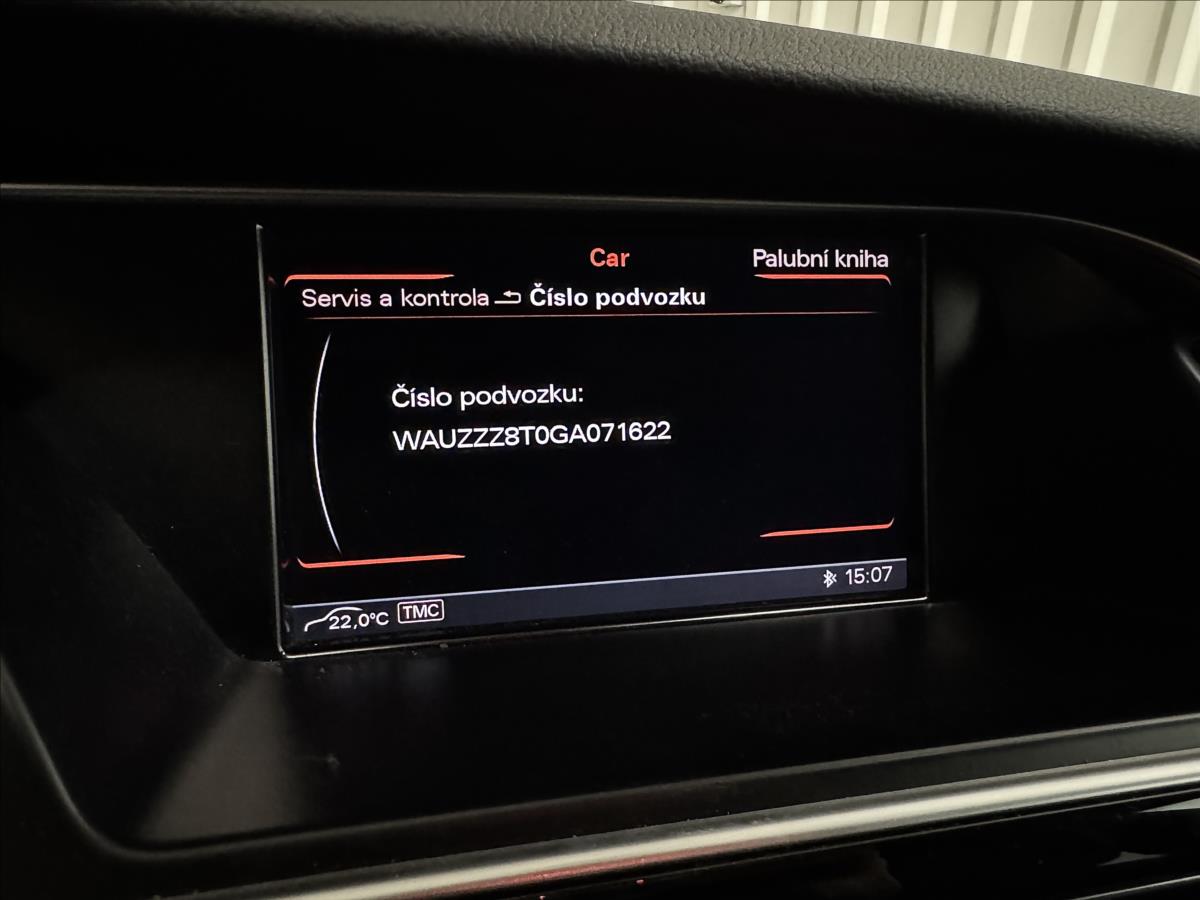 Car
Palubní kniha
Servis a kontrola Číslo podvozku
Číslo podvozku:
WAUZZZ8T0GA071622
15:07
22,0°C TMC